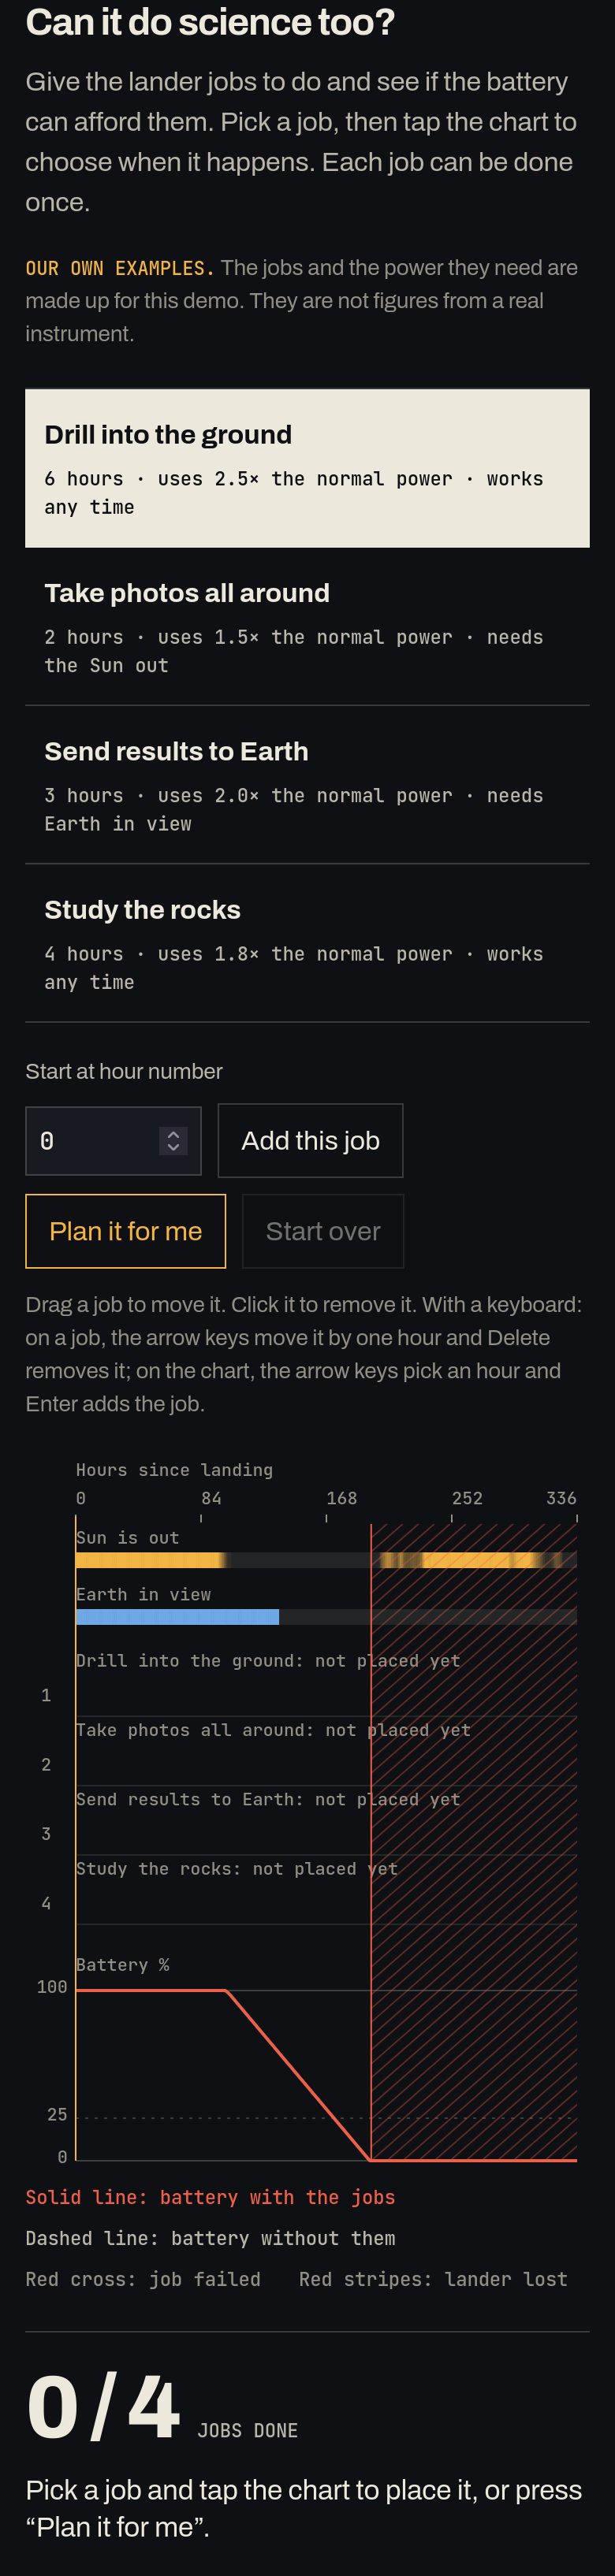 Can it do science too?
Give the lander jobs to do and see if the battery
can afford them. Pick a job, then tap the chart to
choose when it happens. Each job can be done
once.
OUR OWN EXAMPLES. The jobs and the power they need are
made up for this demo. They are not figures from a real
instrument.
Drill into the ground
6 hours · uses 2.5× the normal power · works
any time
Take photos all around
2 hours · uses 1.5× the normal power · needs
the Sun out
Send results to Earth
3 hours · uses 2.0× the normal power · needs
Earth in view
Study the rocks
4 hours · uses 1.8× the normal power · works
any time
Start at hour number
0 Add this job
Plan it for me Start over
Drag a job to move it. Click it to remove it. With a keyboard:
on a job, the arrow keys move it by one hour and Delete
removes it; on the chart, the arrow keys pick an hour and
Enter adds the job.
Hours since landing
0 84 168 252 336
Sun is out
Earth in view
Drill into the ground: not placed yet
1
Take photos all around: not placed yet
2
Send results to Earth: not placed yet
3
Study the rocks: not placed yet
4
Battery %
100
25
0
Solid line: battery with the jobs
Dashed line: battery without them
Red cross: job failed Red stripes: lander lost
0/4 JOBS DONE
Pick a job and tap the chart to place it, or press
“Plan it for me”.